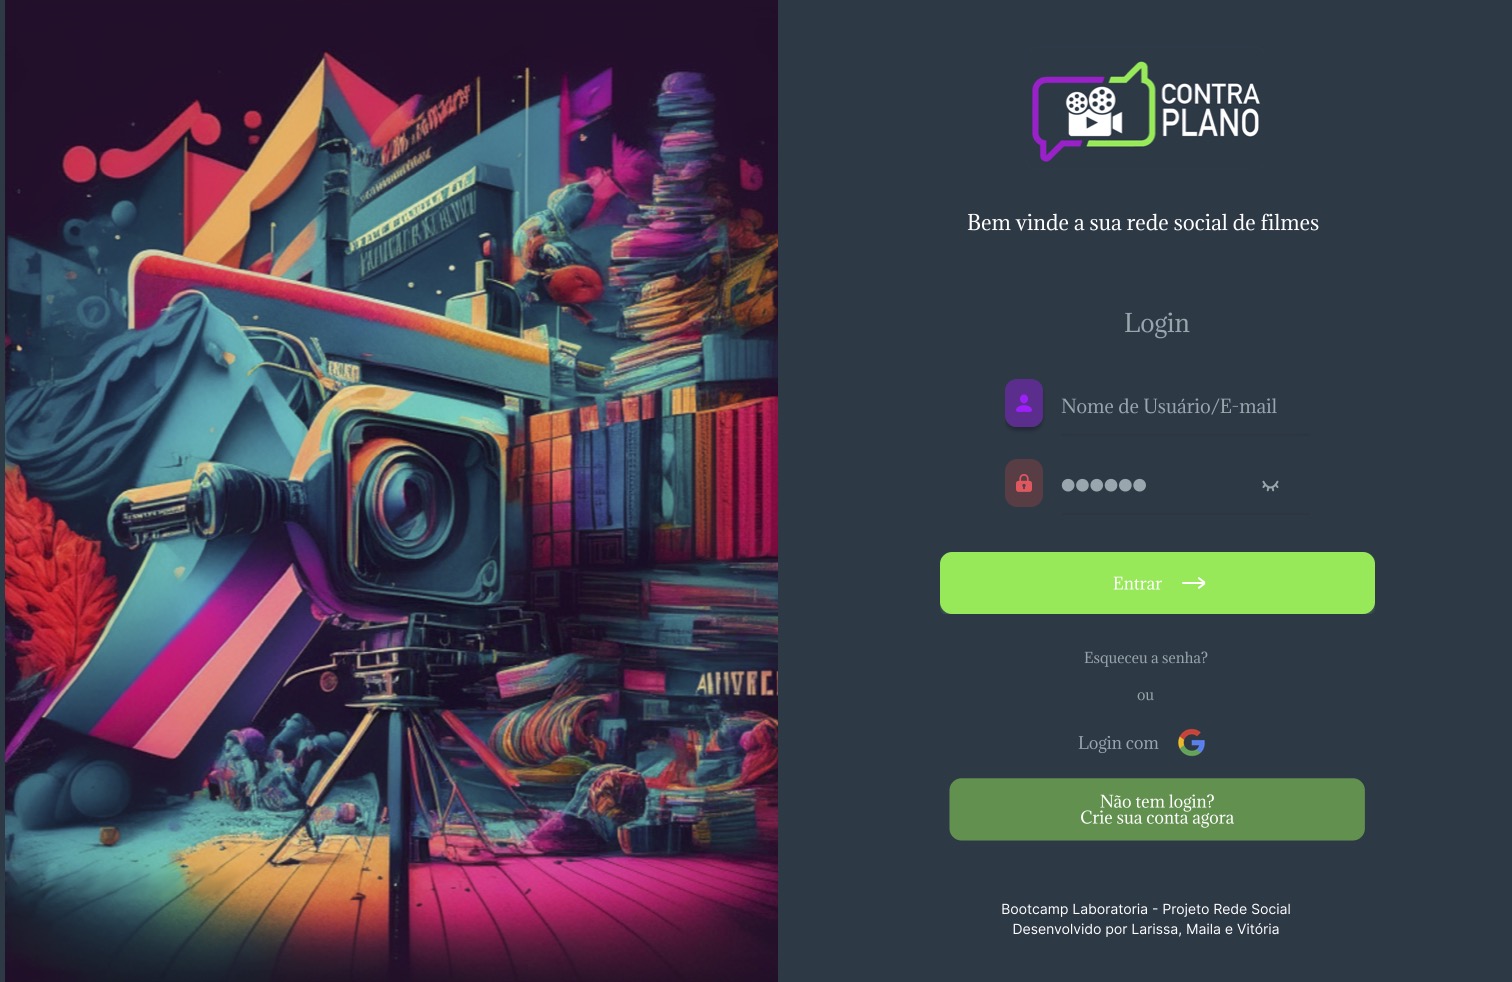 CONTRA
PLANO
Bem vinde a sua rede social de filmes
Login
Nome de Usuário/E-mail
Entrar
Esqueceu a senha?
ou
Login com
Não tem login?
Crie sua conta agora
Bootcamp Laboratoria - Projeto Rede Social
Desenvolvido por Larissa, Maila e Vitória